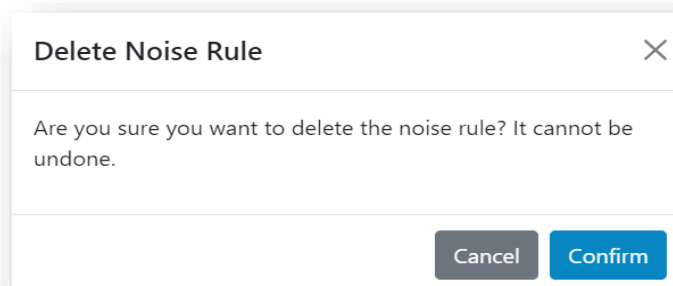 Delete Noise Rule
Are you sure you want to delete the noise rule? It cannot be
undone.
Cancel Confirm